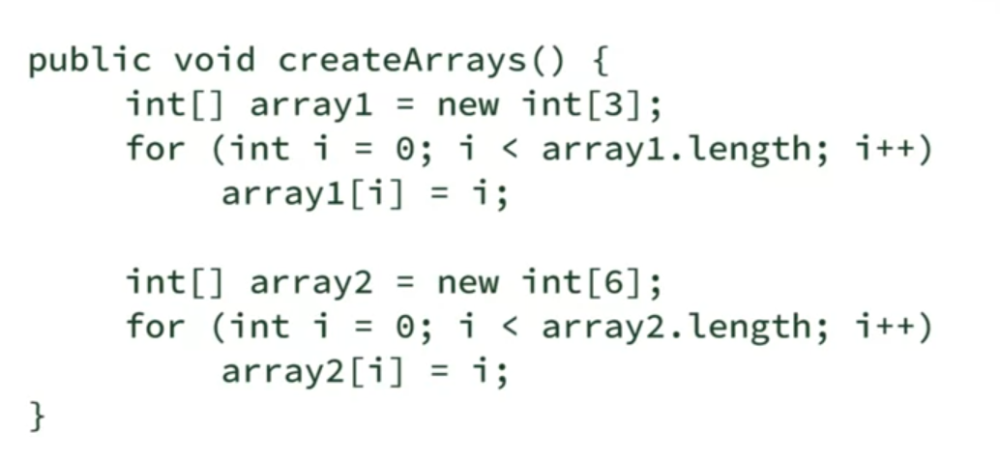 public void createArrays() {
int[] array1 = new int[3];
for (int i = 0; i < array1.length; i++)
array1[i] = i;
int[] array2 = new int[6];
for (int i = 0; i < array2.length; i++)
array2[i] = i;
}